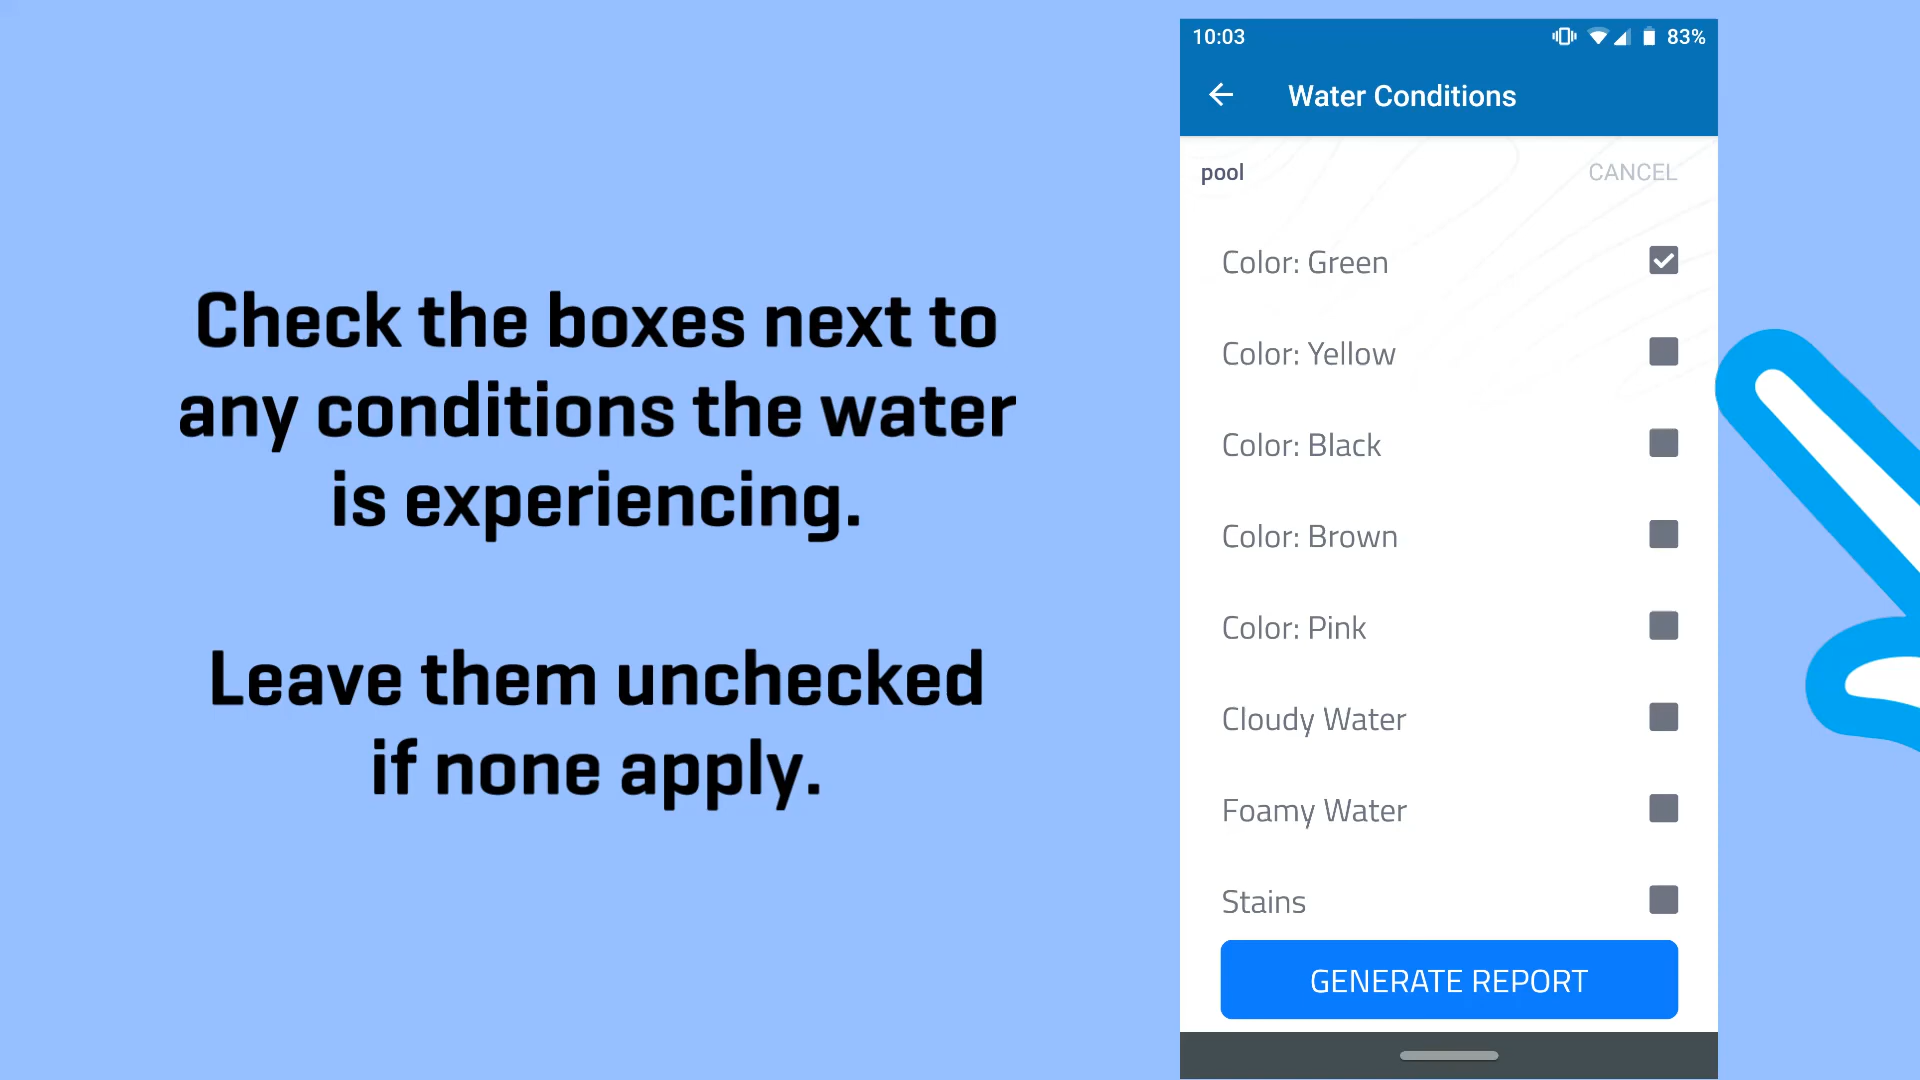 Check the boxes next to
any conditions the water
is experiencing.
Leave them unchecked
if none apply.
10:03
83%
Water Conditions
pool
CANCEL
Color: Green
Color: Yellow
Color: Black
Color: Brown
Color: Pink
Cloudy Water
Foamy Water
Stains
GENERATE REPORT